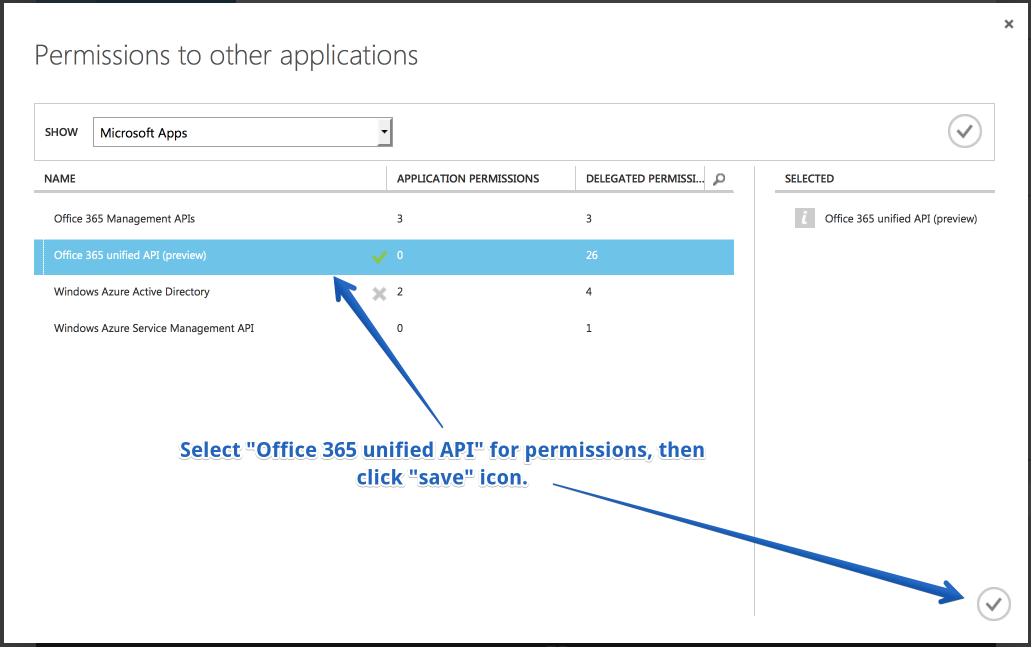 Permissions to other applications
SHOW Microsoft Apps
NAME APPLICATION PERMISSIONS DELEGATED PERMISSI... SELECTED
Office 365 Management APIs 3 3 Office 365 unified API (preview)
Office 365 unified API (preview) 0 26
Windows Azure Active Directory 2 4
Windows Azure Service Management API 0 1
Select "Office 365 unified API" for permissions, then
click "save" icon.